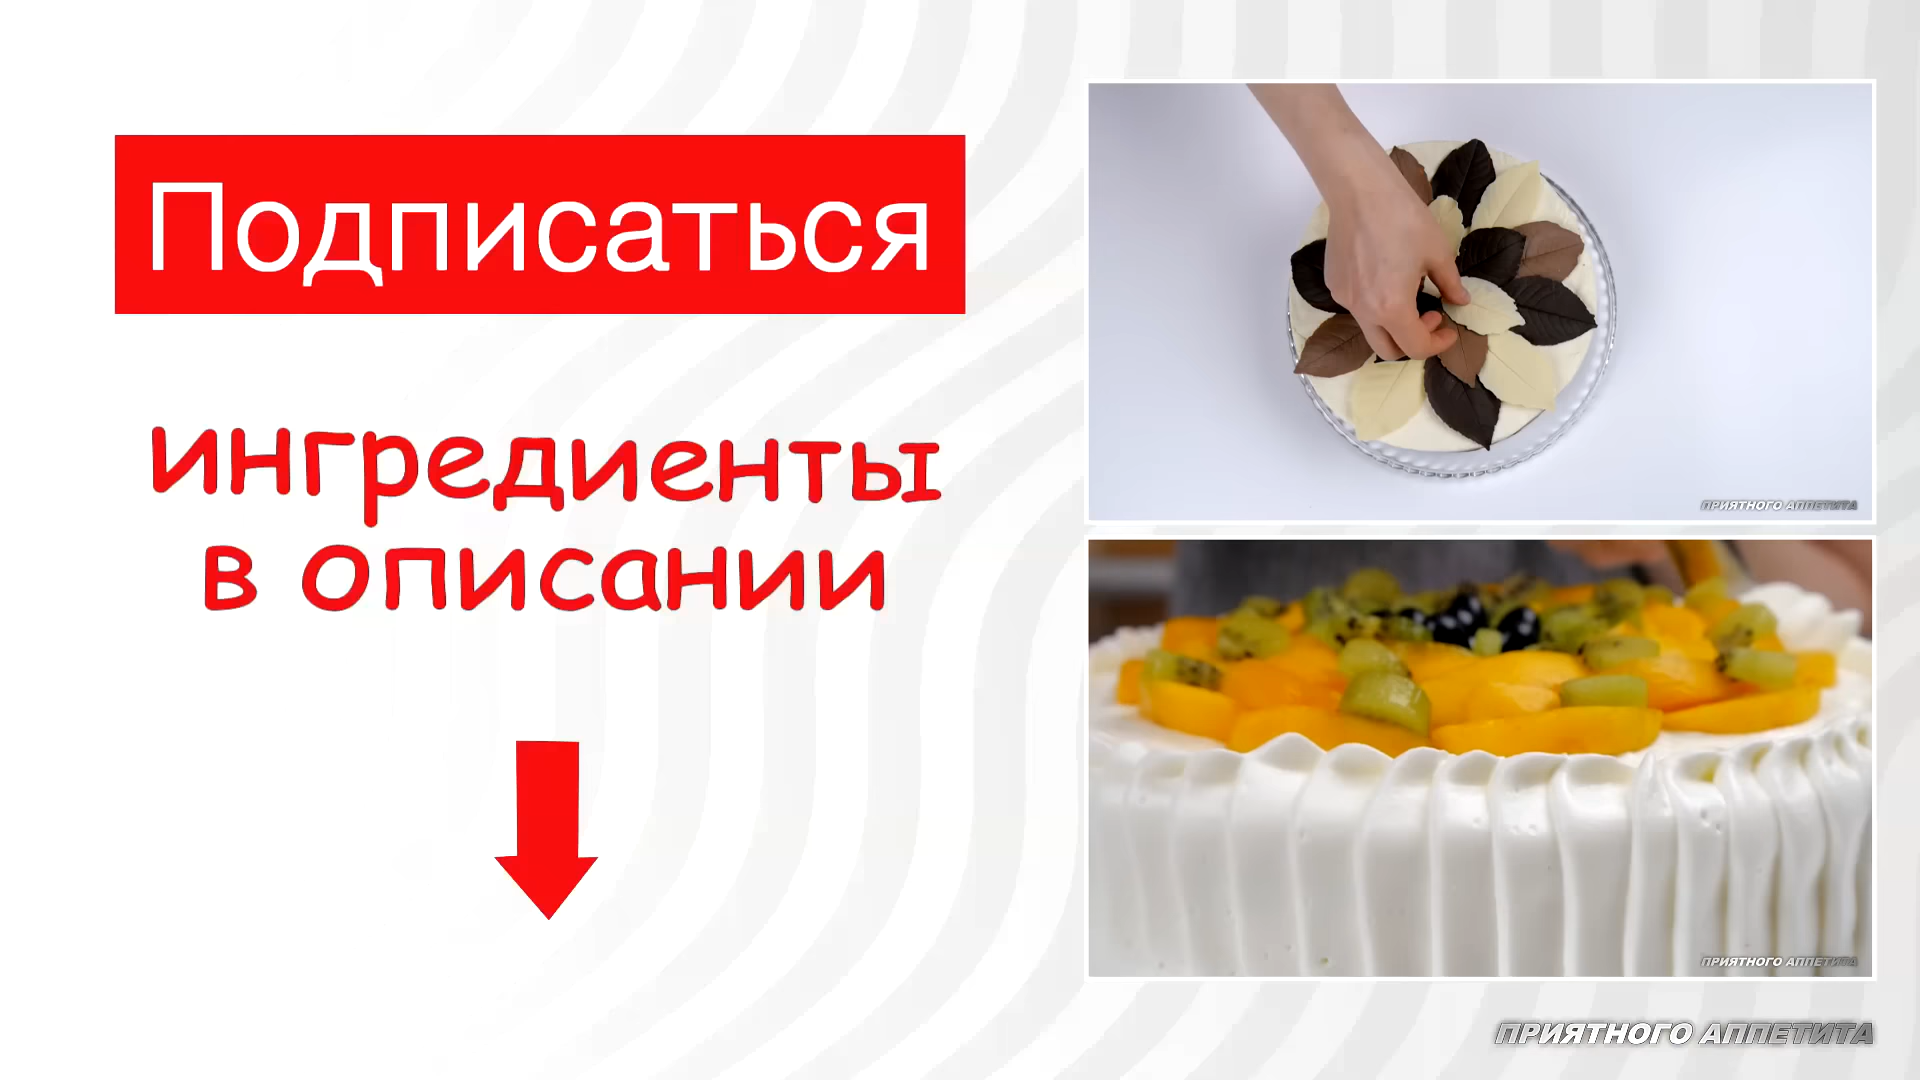 Подписаться
ингредиенты
в описании
ПРИЯТНОГО АППЕТИТА
ПРИЯТНОГО АППЕТИТА
ПРИЯТНОГО АППЕТИТА